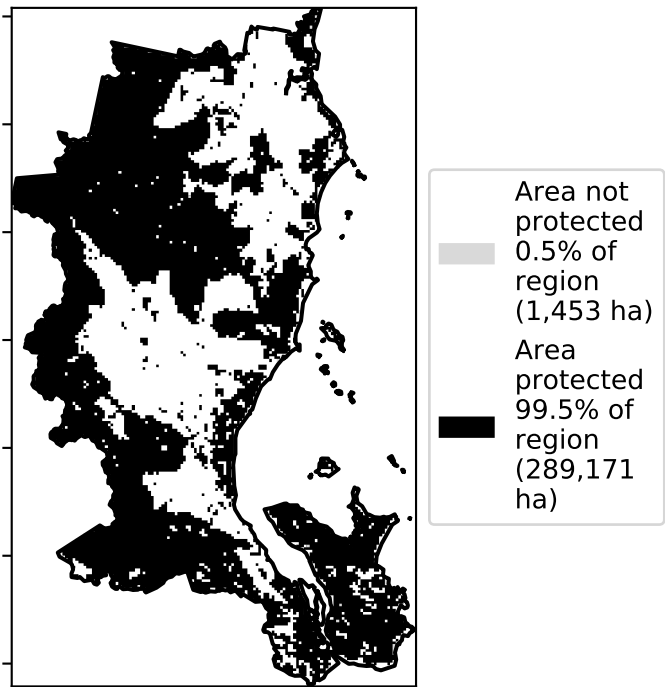 Area not
protected
0.5% of
region
(1,453 ha)
Area
protected
99.5% of
region
(289,171
ha)